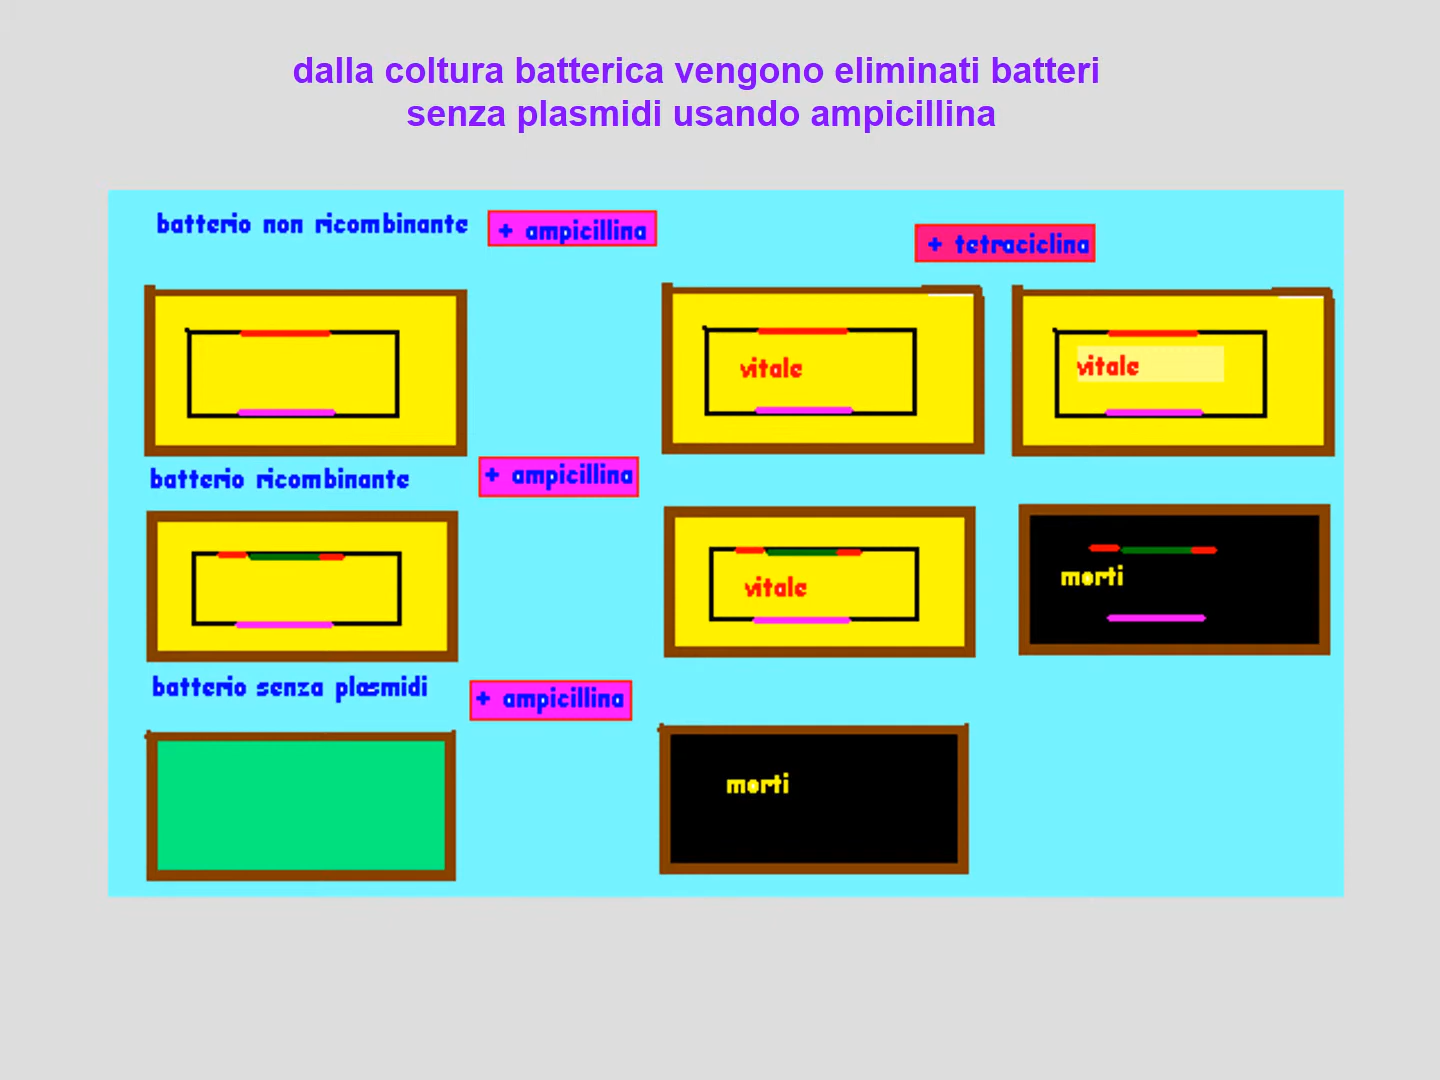 dalla coltura batterica vengono eliminati batteri
senza plasmidi usando ampicillina
batterio non ricombinante
+ ampicillina
+ tetraciclina
vitale
vitale
batterio ricombinante
+ ampicillina
vitale
morti
batterio senza plasmidi
+ ampicillina
morti